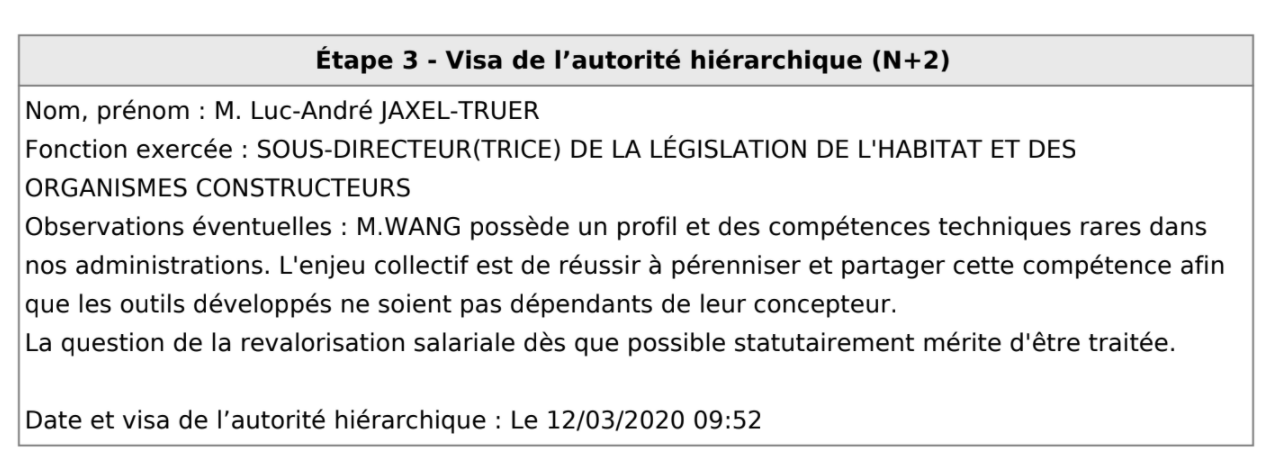 Étape 3 - Visa de l’autorité hiérarchique (N+2)
Nom, prénom : M. Luc-André JAXEL-TRUER
Fonction exercée : SOUS-DIRECTEUR(TRICE) DE LA LÉGISLATION DE L'HABITAT ET DES
ORGANISMES CONSTRUCTEURS
Observations éventuelles : M.WANG possède un profil et des compétences techniques rares dans
nos administrations. L'enjeu collectif est de réussir à pérenniser et partager cette compétence afin
que les outils développés ne soient pas dépendants de leur concepteur.
La question de la revalorisation salariale dès que possible statutairement mérite d'être traitée.
Date et visa de l’autorité hiérarchique : Le 12/03/2020 09:52